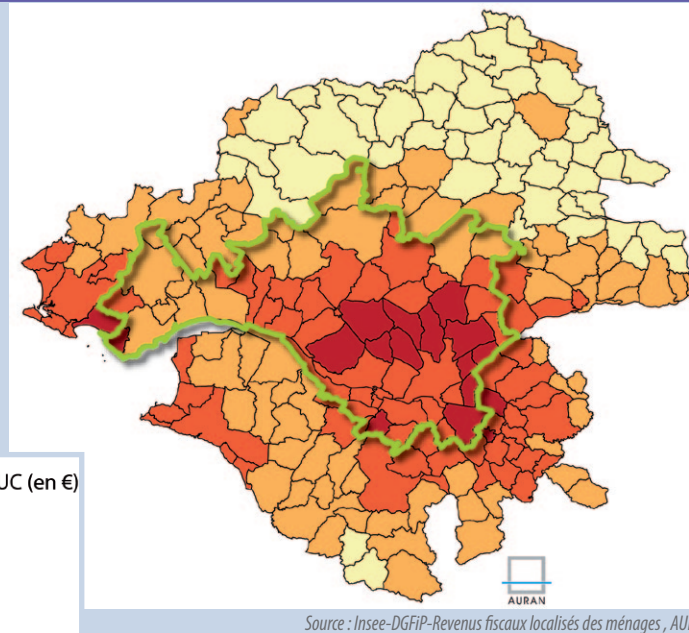 UC (en €)
AURAN
Source : Insee-DGFiP-Revenus fiscaux localisés des ménages , AU